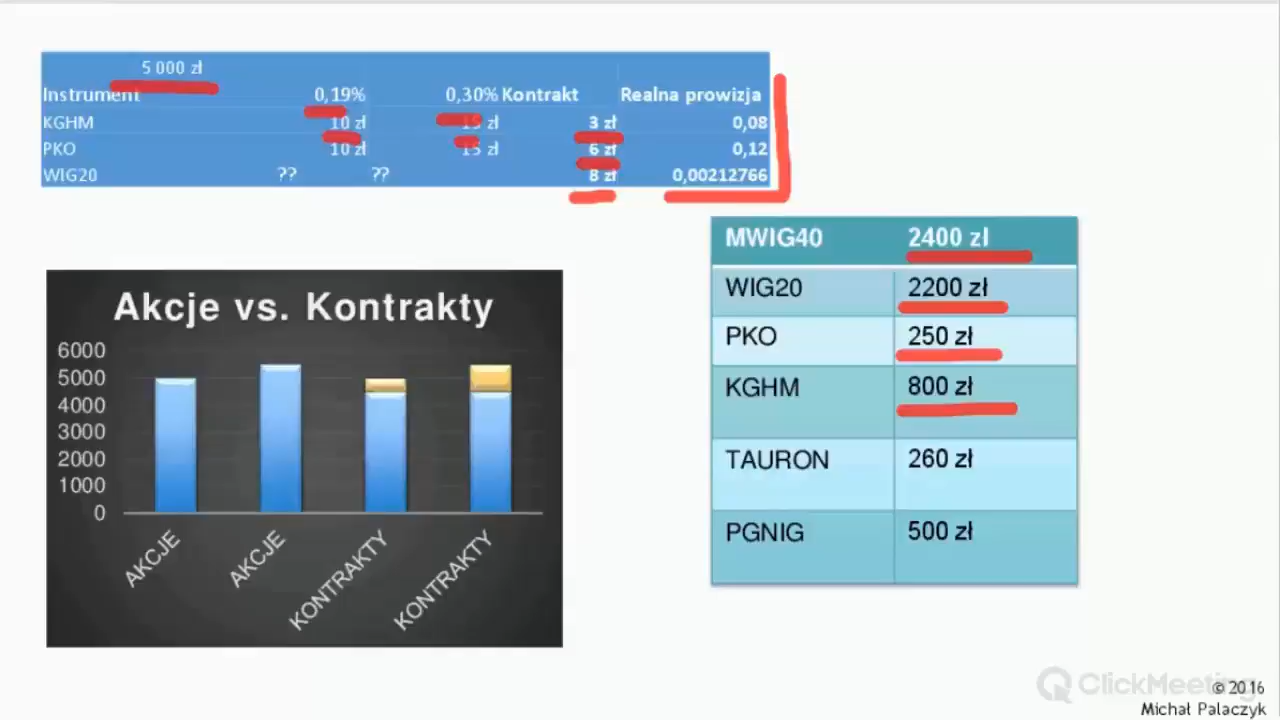 5 000 zł
Instrument 0,19% 0,30% Kontrakt Realna prowizja
KGHM 10 zł 15 zł 3 zł 0,08
PKO 10 zł 15 zł 6 zł 0,12
WIG20 ?? ?? 8 zł 0,00212766
MWIG40 2400 zł
WIG20 2200 zł
PKO 250 zł
KGHM 800 zł
TAURON 260 zł
PGNIG 500 zł
Akcje vs. Kontrakty
6000
5000
4000
3000
2000
1000
0
AKCJE
AKCJE
KONTRAKTY
KONTRAKTY
ClickMeeting
© 2016
Michał Palaczyk